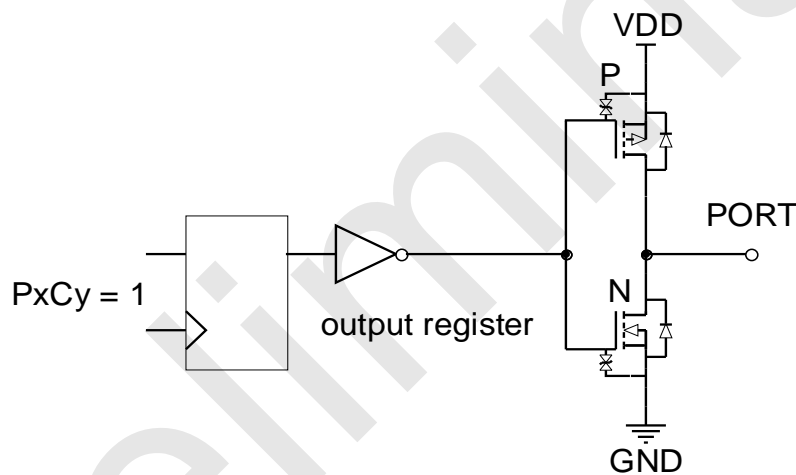 VDD
P
PORT
PxCy = 1
N
output register
GND